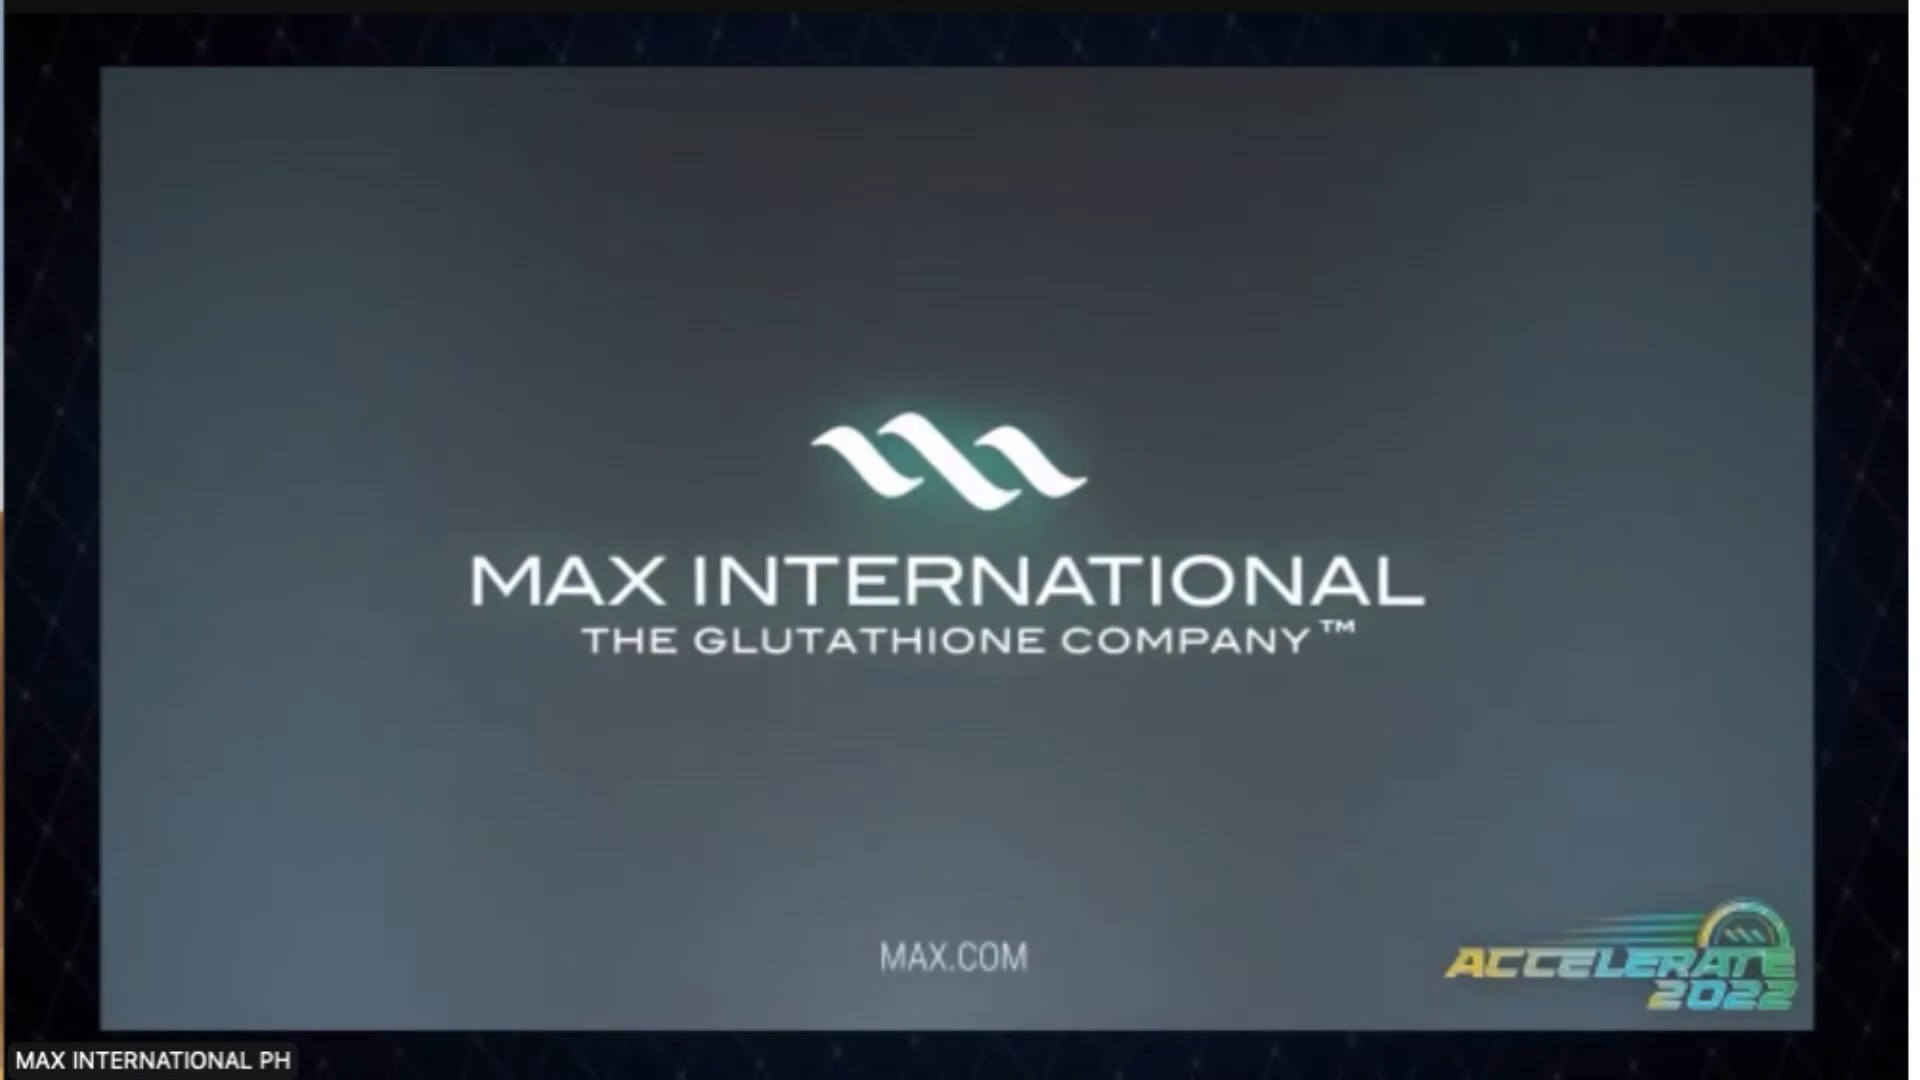 MAX INTERNATIONAL
THE GLUTATHIONE COMPANY™
MAX.COM
ACCELERATE
2022
MAX INTERNATIONAL PH